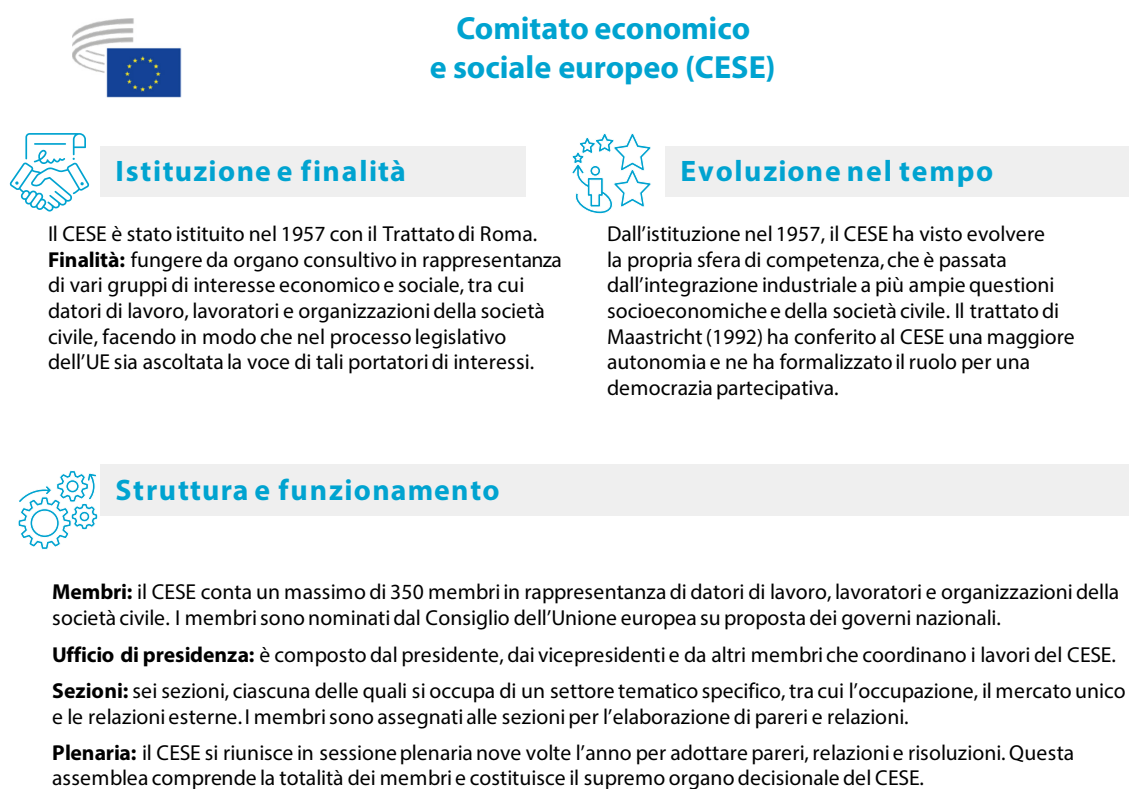 Comitato economico
e sociale europeo (CESE)
Istituzione e finalità
Il CESE è stato istituito nel 1957 con il Trattato di Roma.
Finalità: fungere da organo consultivo in rappresentanza
di vari gruppi di interesse economico e sociale, tra cui
datori di lavoro, lavoratori e organizzazioni della società
civile, facendo in modo che nel processo legislativo
dell’UE sia ascoltata la voce di tali portatori di interessi.
Evoluzione nel tempo
Dall’istituzione nel 1957, il CESE ha visto evolvere
la propria sfera di competenza, che è passata
dall’integrazione industriale a più ampie questioni
socioeconomiche e della società civile. Il trattato di
Maastricht (1992) ha conferito al CESE una maggiore
autonomia e ne ha formalizzato il ruolo per una
democrazia partecipativa.
Struttura e funzionamento
Membri: il CESE conta un massimo di 350 membri in rappresentanza di datori di lavoro, lavoratori e organizzazioni della
società civile. I membri sono nominati dal Consiglio dell’Unione europea su proposta dei governi nazionali.
Ufficio di presidenza: è composto dal presidente, dai vicepresidenti e da altri membri che coordinano i lavori del CESE.
Sezioni: sei sezioni, ciascuna delle quali si occupa di un settore tematico specifico, tra cui l’occupazione, il mercato unico
e le relazioni esterne. I membri sono assegnati alle sezioni per l’elaborazione di pareri e relazioni.
Plenaria: il CESE si riunisce in sessione plenaria nove volte l’anno per adottare pareri, relazioni e risoluzioni. Questa
assemblea comprende la totalità dei membri e costituisce il supremo organo decisionale del CESE.